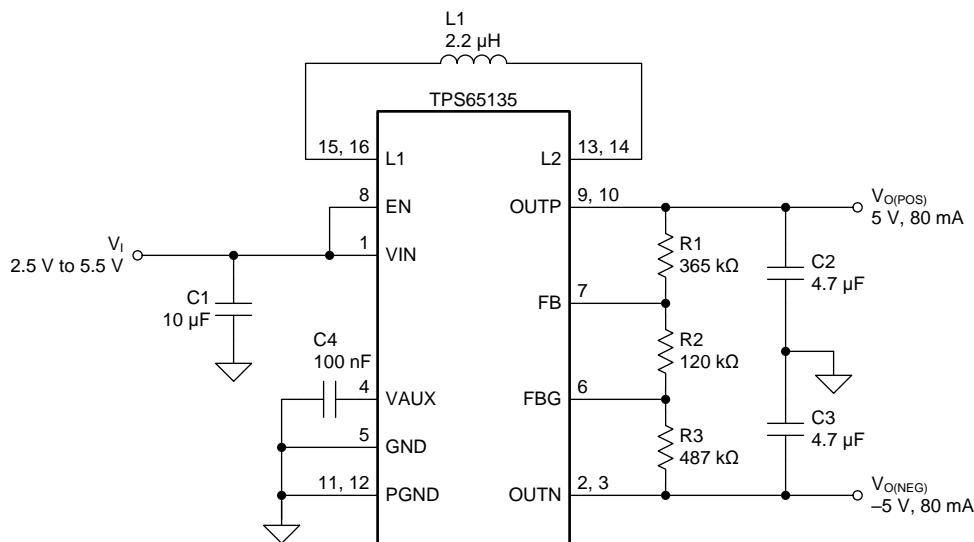 L1
2.2 µH
TPS65135
15, 16
L1
L2
13, 14
8
EN
OUTP
9, 10
V_O(POS)
5 V, 80 mA
V_I
2.5 V to 5.5 V
1
VIN
R1
365 kΩ
C2
4.7 µF
C1
10 µF
FB
7
C4
100 nF
R2
120 kΩ
4
VAUX
FBG
6
5
GND
R3
487 kΩ
C3
4.7 µF
11, 12
PGND
OUTN
2, 3
V_O(NEG)
–5 V, 80 mA